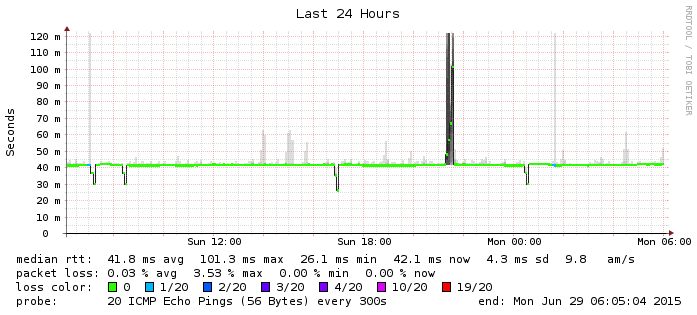 Last 24 Hours
RRDTOOL / TOBI OETIKER
Seconds
120 m
110 m
100 m
90 m
80 m
70 m
60 m
50 m
40 m
30 m
20 m
10 m
0
Sun 12:00 Sun 18:00 Mon 00:00 Mon 06:00
median rtt: 41.8 ms avg 101.3 ms max 26.1 ms min 42.1 ms now 4.3 ms sd 9.8 am/s
packet loss: 0.03 % avg 3.53 % max 0.00 % min 0.00 % now
loss color: 0 1/20 2/20 3/20 4/20 10/20 19/20
probe: 20 ICMP Echo Pings (56 Bytes) every 300s end: Mon Jun 29 06:05:04 2015